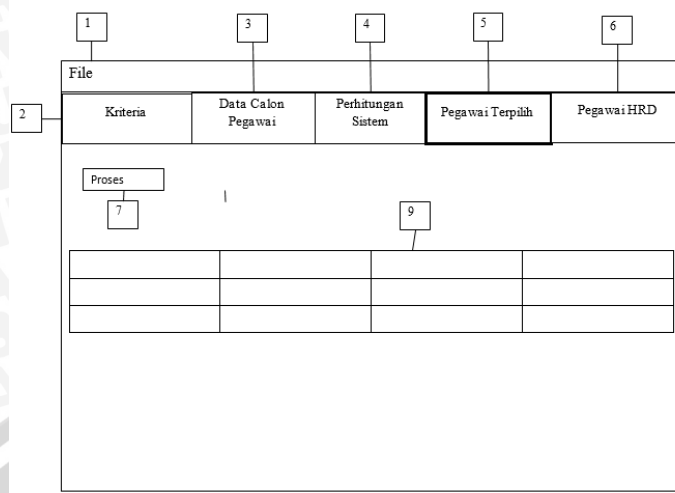 1
3
4
5
6
File
2
Kriteria
Data Calon
Pegawai
Perhitungan
Sistem
Pegawai Terpilih
Pegawai HRD
Proses
7
9